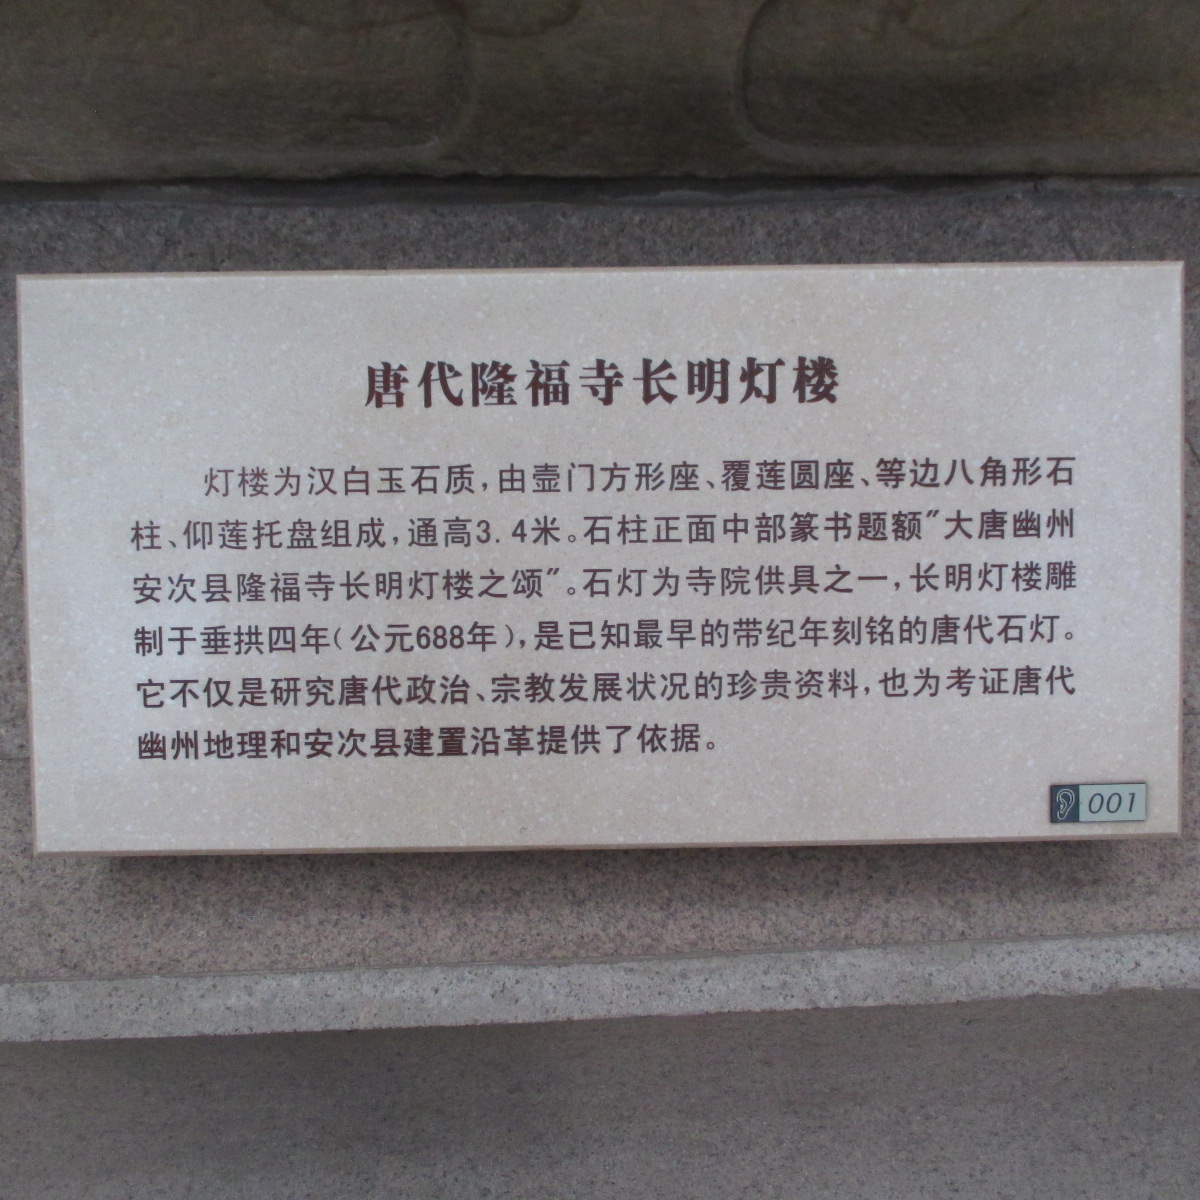 唐代隆福寺长明灯楼
灯楼为汉白玉石质,由壶门方形座、覆莲圆座、等边八角形石
柱、仰莲托盘组成,通高3.4米。石柱正面中部篆书题额"大唐幽州
安次县隆福寺长明灯楼之颂"。石灯为寺院供具之一,长明灯楼雕
制于垂拱四年(公元688年),是已知最早的带纪年刻铭的唐代石灯。
它不仅是研究唐代政治、宗教发展状况的珍贵资料,也为考证唐代
幽州地理和安次县建置沿革提供了依据。
001